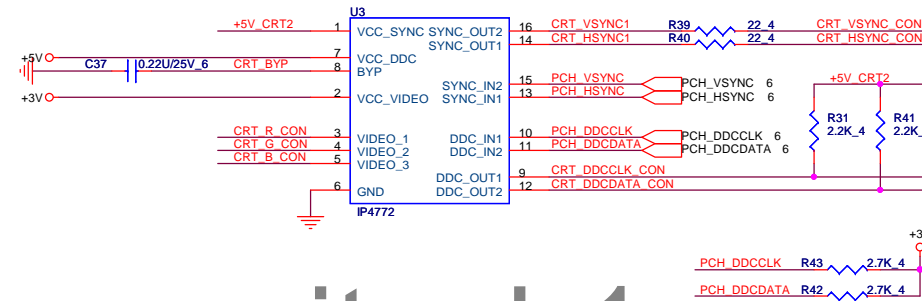 U3
+5V_CRT2 1 VCC_SYNC SYNC_OUT2 16 CRT_VSYNC1 R39 22_4 CRT_VSYNC_CON
SYNC_OUT1 14 CRT_HSYNC1 R40 22_4 CRT_HSYNC_CON
+5V 7 VCC_DDC
C37 0.22U/25V_6 CRT_BYP 8 BYP
SYNC_IN2 15 PCH_VSYNC PCH_VSYNC 6 +5V_CRT2
+3V 2 VCC_VIDEO SYNC_IN1 13 PCH_HSYNC PCH_HSYNC 6
R31 R41
2.2K_4 2.2K_
CRT_R_CON 3 VIDEO_1 DDC_IN1 10 PCH_DDCCLK PCH_DDCCLK 6
CRT_G_CON 4 VIDEO_2 DDC_IN2 11 PCH_DDCDATA PCH_DDCDATA 6
CRT_B_CON 5 VIDEO_3
DDC_OUT1 9 CRT_DDCCLK_CON
6 GND DDC_OUT2 12 CRT_DDCDATA_CON
IP4772
+3
PCH_DDCCLK R43 2.7K_4
PCH_DDCDATA R42 2.7K_4